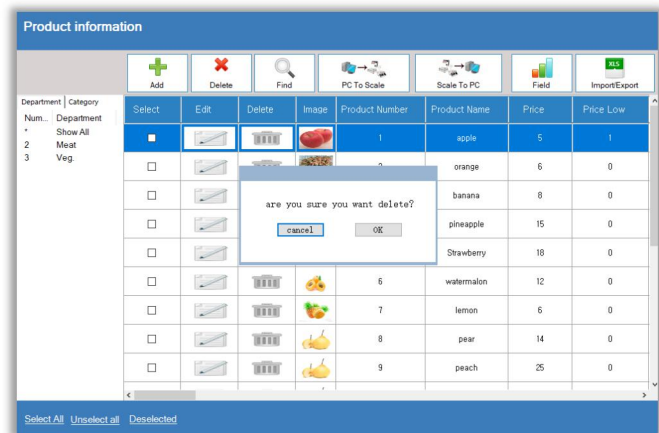 Product information
Add Delete Find PC To Scale Scale To PC Field XLS Import/Export
Department Category
Num... Department
* Show All
2 Meat
3 Veg.
Select Edit Delete Image Product Number Product Name Price Price Low
1 apple 5 1
orange 6 0
banana 8 0
pineapple 15 0
Strawberry 18 0
are you sure you want delete?
cancel OK
6 watermalon 12 0
7 lemon 6 0
8 pear 14 0
9 peach 25 0
Select All Unselect all Deselected